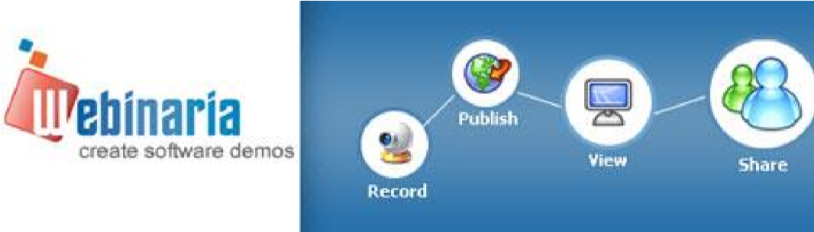 Webinaria
create software demos
Record
Publish
View
Share